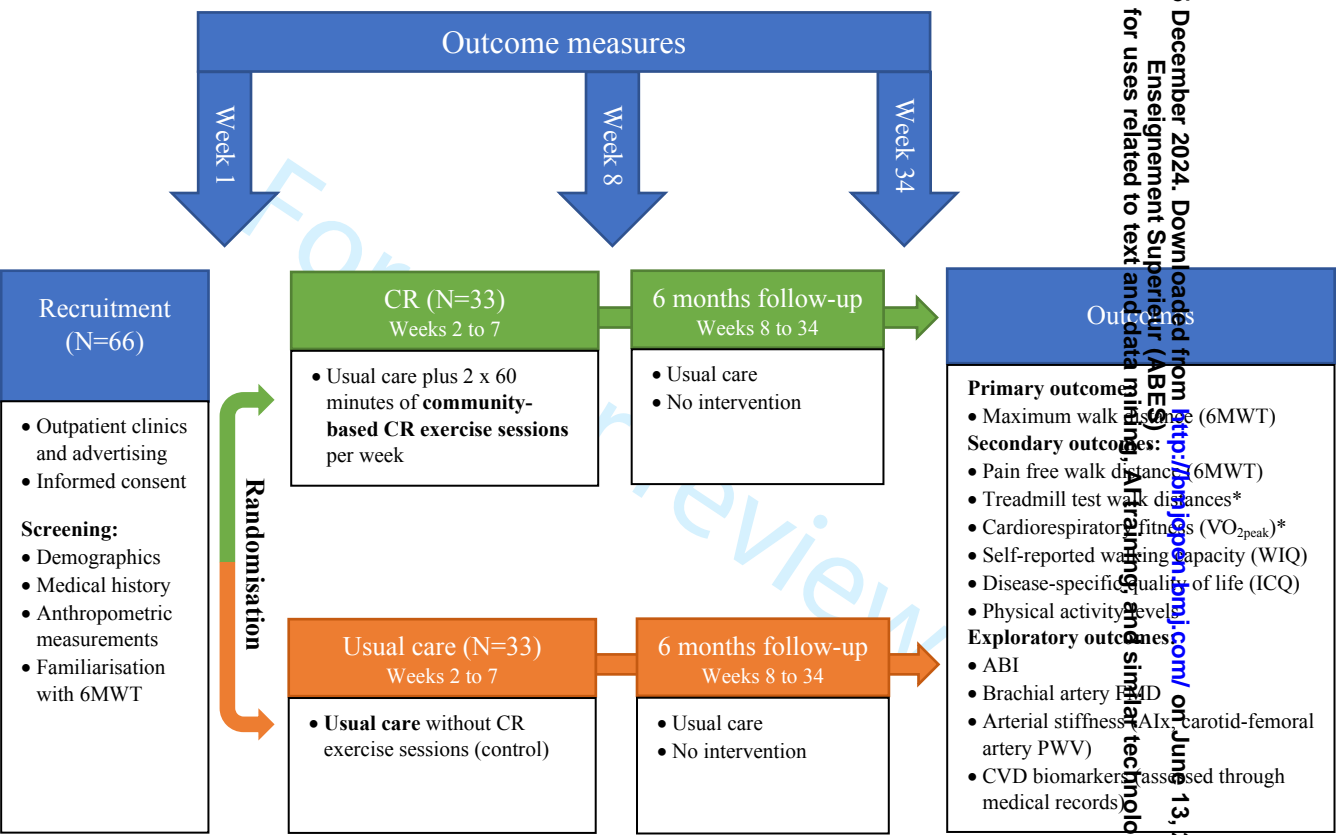 Outcome measures
Week 1
Week 8
Week 34
Recruitment
(N=66)
• Outpatient clinics
and advertising
• Informed consent
Screening:
• Demographics
• Medical history
• Anthropometric
measurements
• Familiarisation
with 6MWT
Randomisation
CR (N=33)
Weeks 2 to 7
• Usual care plus 2 x 60
minutes of community-
based CR exercise sessions
per week
6 months follow-up
Weeks 8 to 34
• Usual care
• No intervention
Usual care (N=33)
Weeks 2 to 7
• Usual care without CR
exercise sessions (control)
6 months follow-up
Weeks 8 to 34
• Usual care
• No intervention
Outcomes
Primary outcome:
• Maximum walk distance (6MWT)
Secondary outcomes:
• Pain free walk distance (6MWT)
• Treadmill test walk distances*
• Cardiorespiratory fitness (V̇O2peak)*
• Self-reported walking capacity (WIQ)
• Disease-specific quality of life (ICQ)
• Physical activity levels
Exploratory outcomes:
• ABI
• Brachial artery FMD
• Arterial stiffness (AIx, carotid-femoral
artery PWV)
• CVD biomarkers (assessed through
medical records)
For review
December 2024. Downloaded from http://bmjopen.bmj.com/ on June 13,
Enseignement Superieur (ABES)
for uses related to text and data mining, AI training, and similar